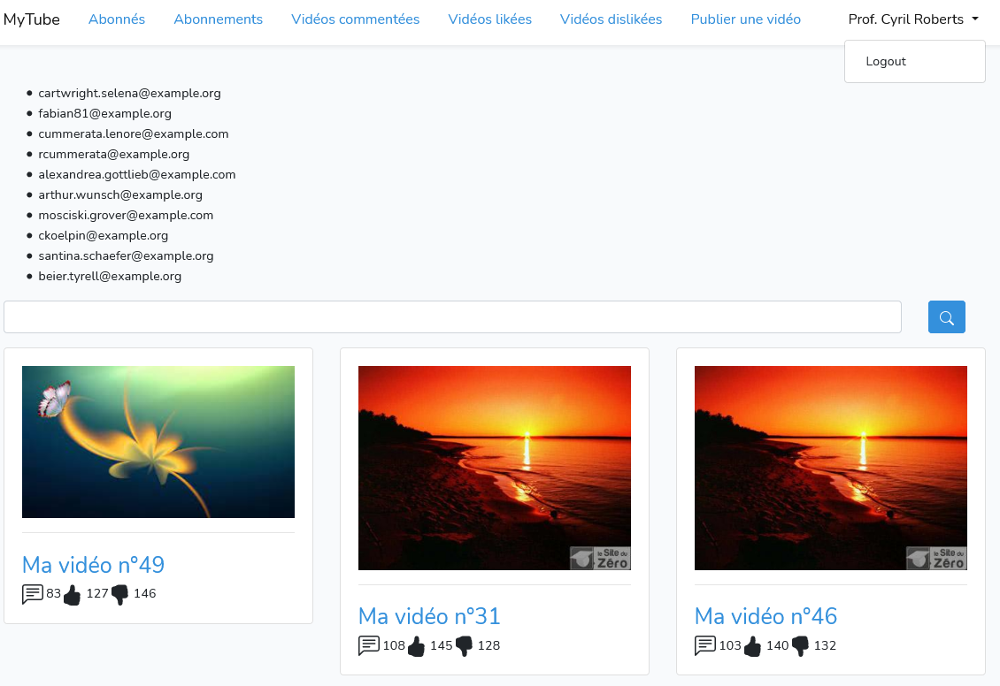 MyTube Abonnés Abonnements Vidéos commentées Vidéos likées Vidéos dislikées Publier une vidéo Prof. Cyril Roberts
Logout
cartwright.selena@example.org
fabian81@example.org
cummerata.lenore@example.com
rcummerata@example.org
alexandrea.gottlieb@example.com
arthur.wunsch@example.org
mosciski.grover@example.com
ckoelpin@example.org
santina.schaefer@example.org
beier.tyrell@example.org
Ma vidéo n°49
83 127 146
le Site du
Zéro
Ma vidéo n°31
108 145 128
le Site du
Zéro
Ma vidéo n°46
103 140 132